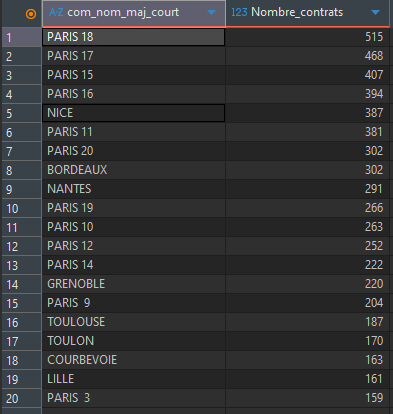 A-Z com_nom_maj_court 123 Nombre_contrats
1 PARIS 18 515
2 PARIS 17 468
3 PARIS 15 407
4 PARIS 16 394
5 NICE 387
6 PARIS 11 381
7 PARIS 20 302
8 BORDEAUX 302
9 NANTES 291
10 PARIS 19 266
11 PARIS 10 263
12 PARIS 12 252
13 PARIS 14 222
14 GRENOBLE 220
15 PARIS  9 204
16 TOULOUSE 187
17 TOULON 170
18 COURBEVOIE 163
19 LILLE 161
20 PARIS  3 159